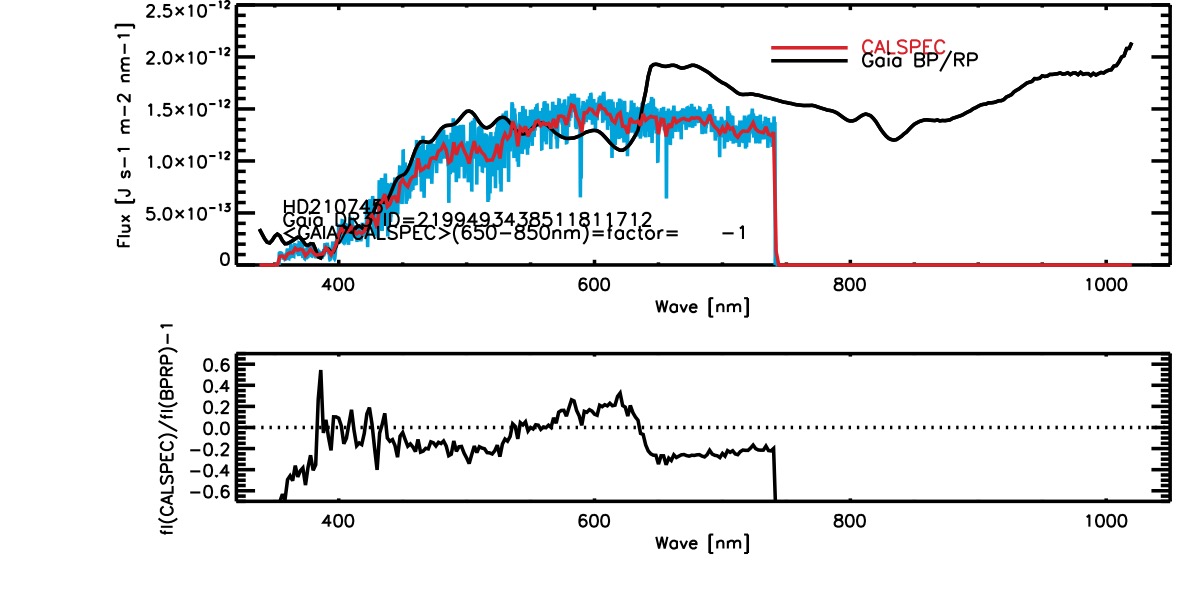 2.5×10⁻¹²
2.0×10⁻¹²
1.5×10⁻¹²
1.0×10⁻¹²
5.0×10⁻¹³
0
Flux [J s−1 m−2 nm−1]
CALSPEC
Gaia BP/RP
HD210745
Gaia DR3 ID=2199493438511811712
<GAIA/CALSPEC>(650−850nm)=factor= −1
400 600 800 1000
Wave [nm]
fl(CALSPEC)/fl(BPRP)−1
0.6
0.4
0.2
0.0
−0.2
−0.4
−0.6
400 600 800 1000
Wave [nm]